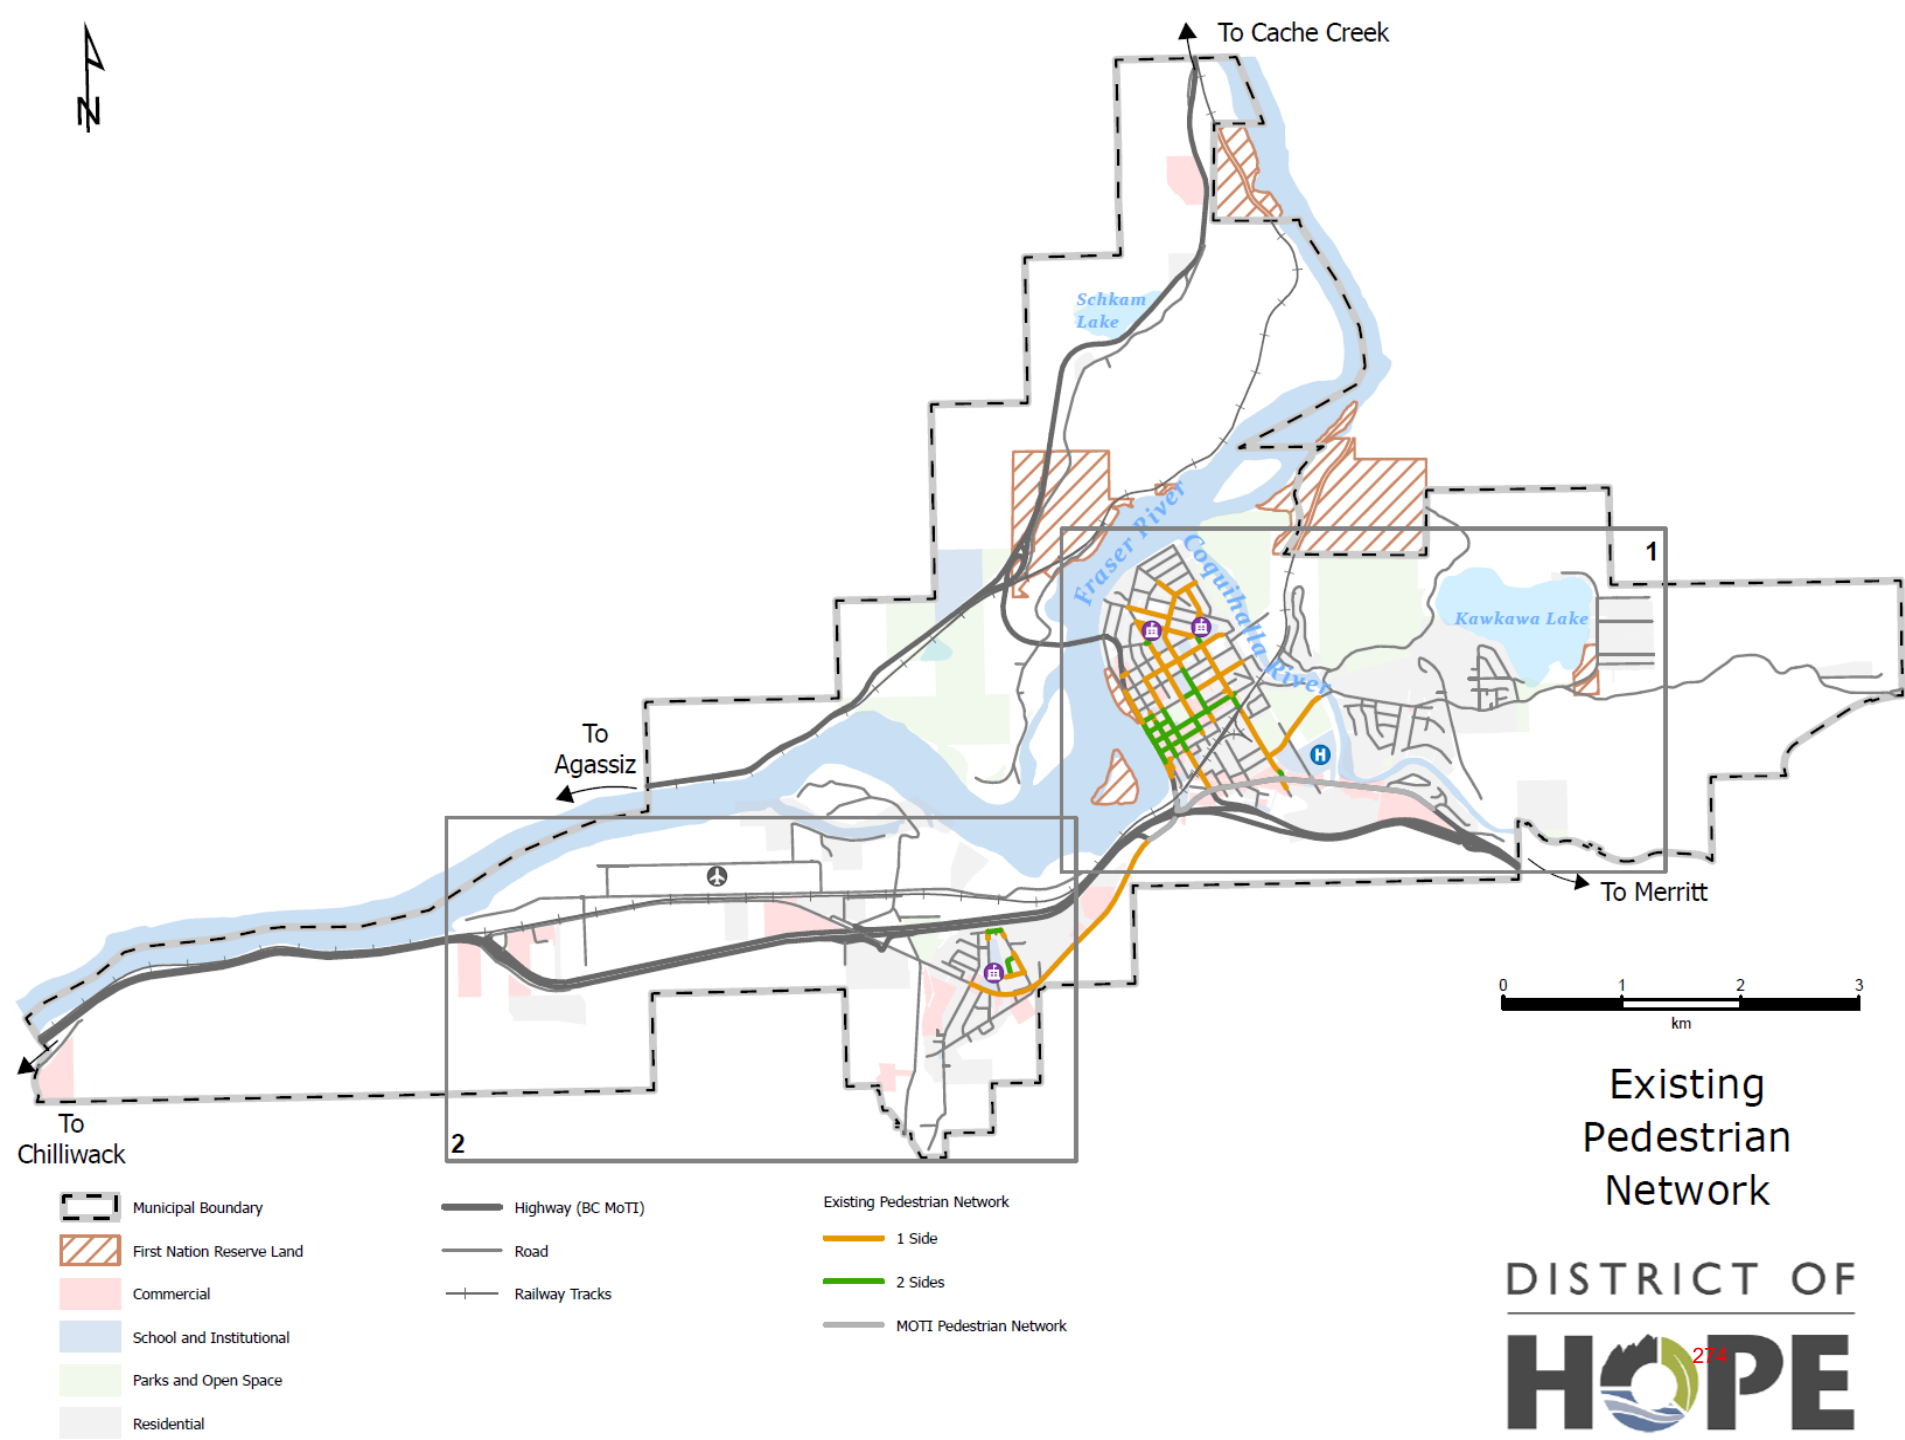 To Cache Creek
N
Schkam
Lake
Fraser River
Coquihalla River
1
Kawkawa Lake
To
Agassiz
H
To Merritt
0 1 2 3
km
2
To
Chilliwack
Existing
Pedestrian
Network
Municipal Boundary
First Nation Reserve Land
Commercial
School and Institutional
Parks and Open Space
Residential
Highway (BC MoTI)
Road
Railway Tracks
Existing Pedestrian Network
1 Side
2 Sides
MOTI Pedestrian Network
DISTRICT OF
HOPE
274